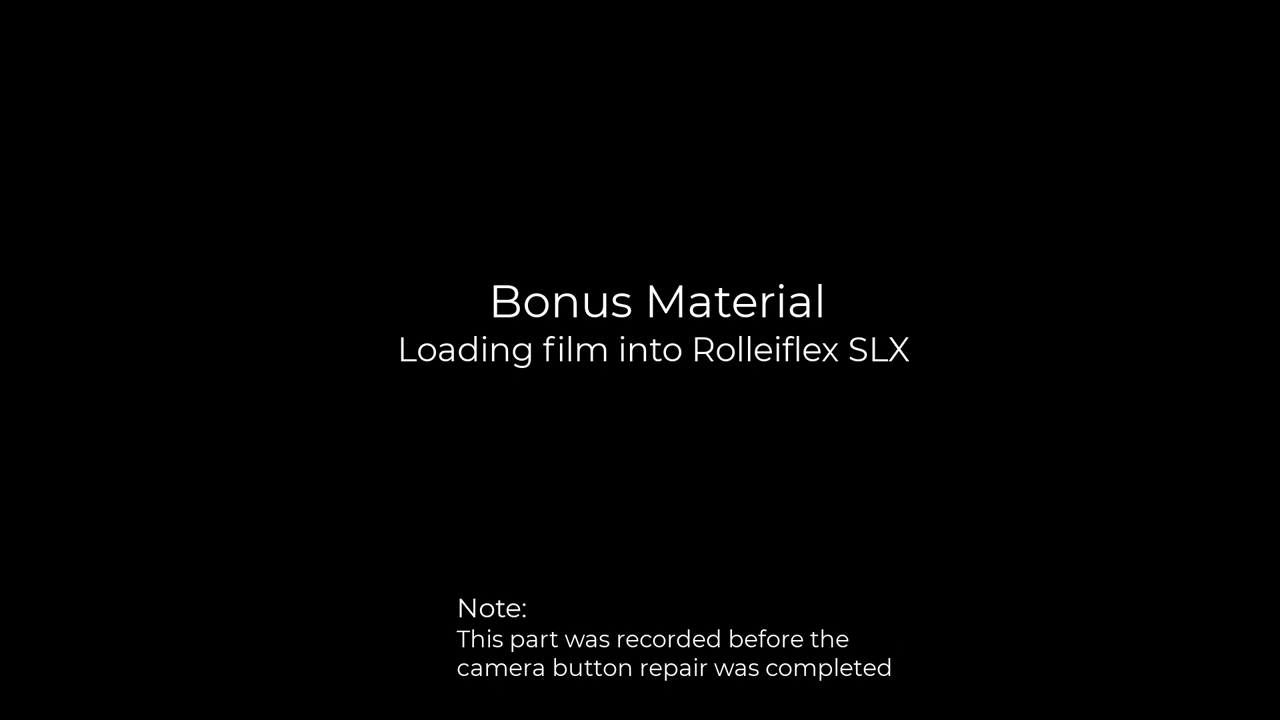 Bonus Material
Loading film into Rolleiflex SLX
Note:
This part was recorded before the
camera button repair was completed